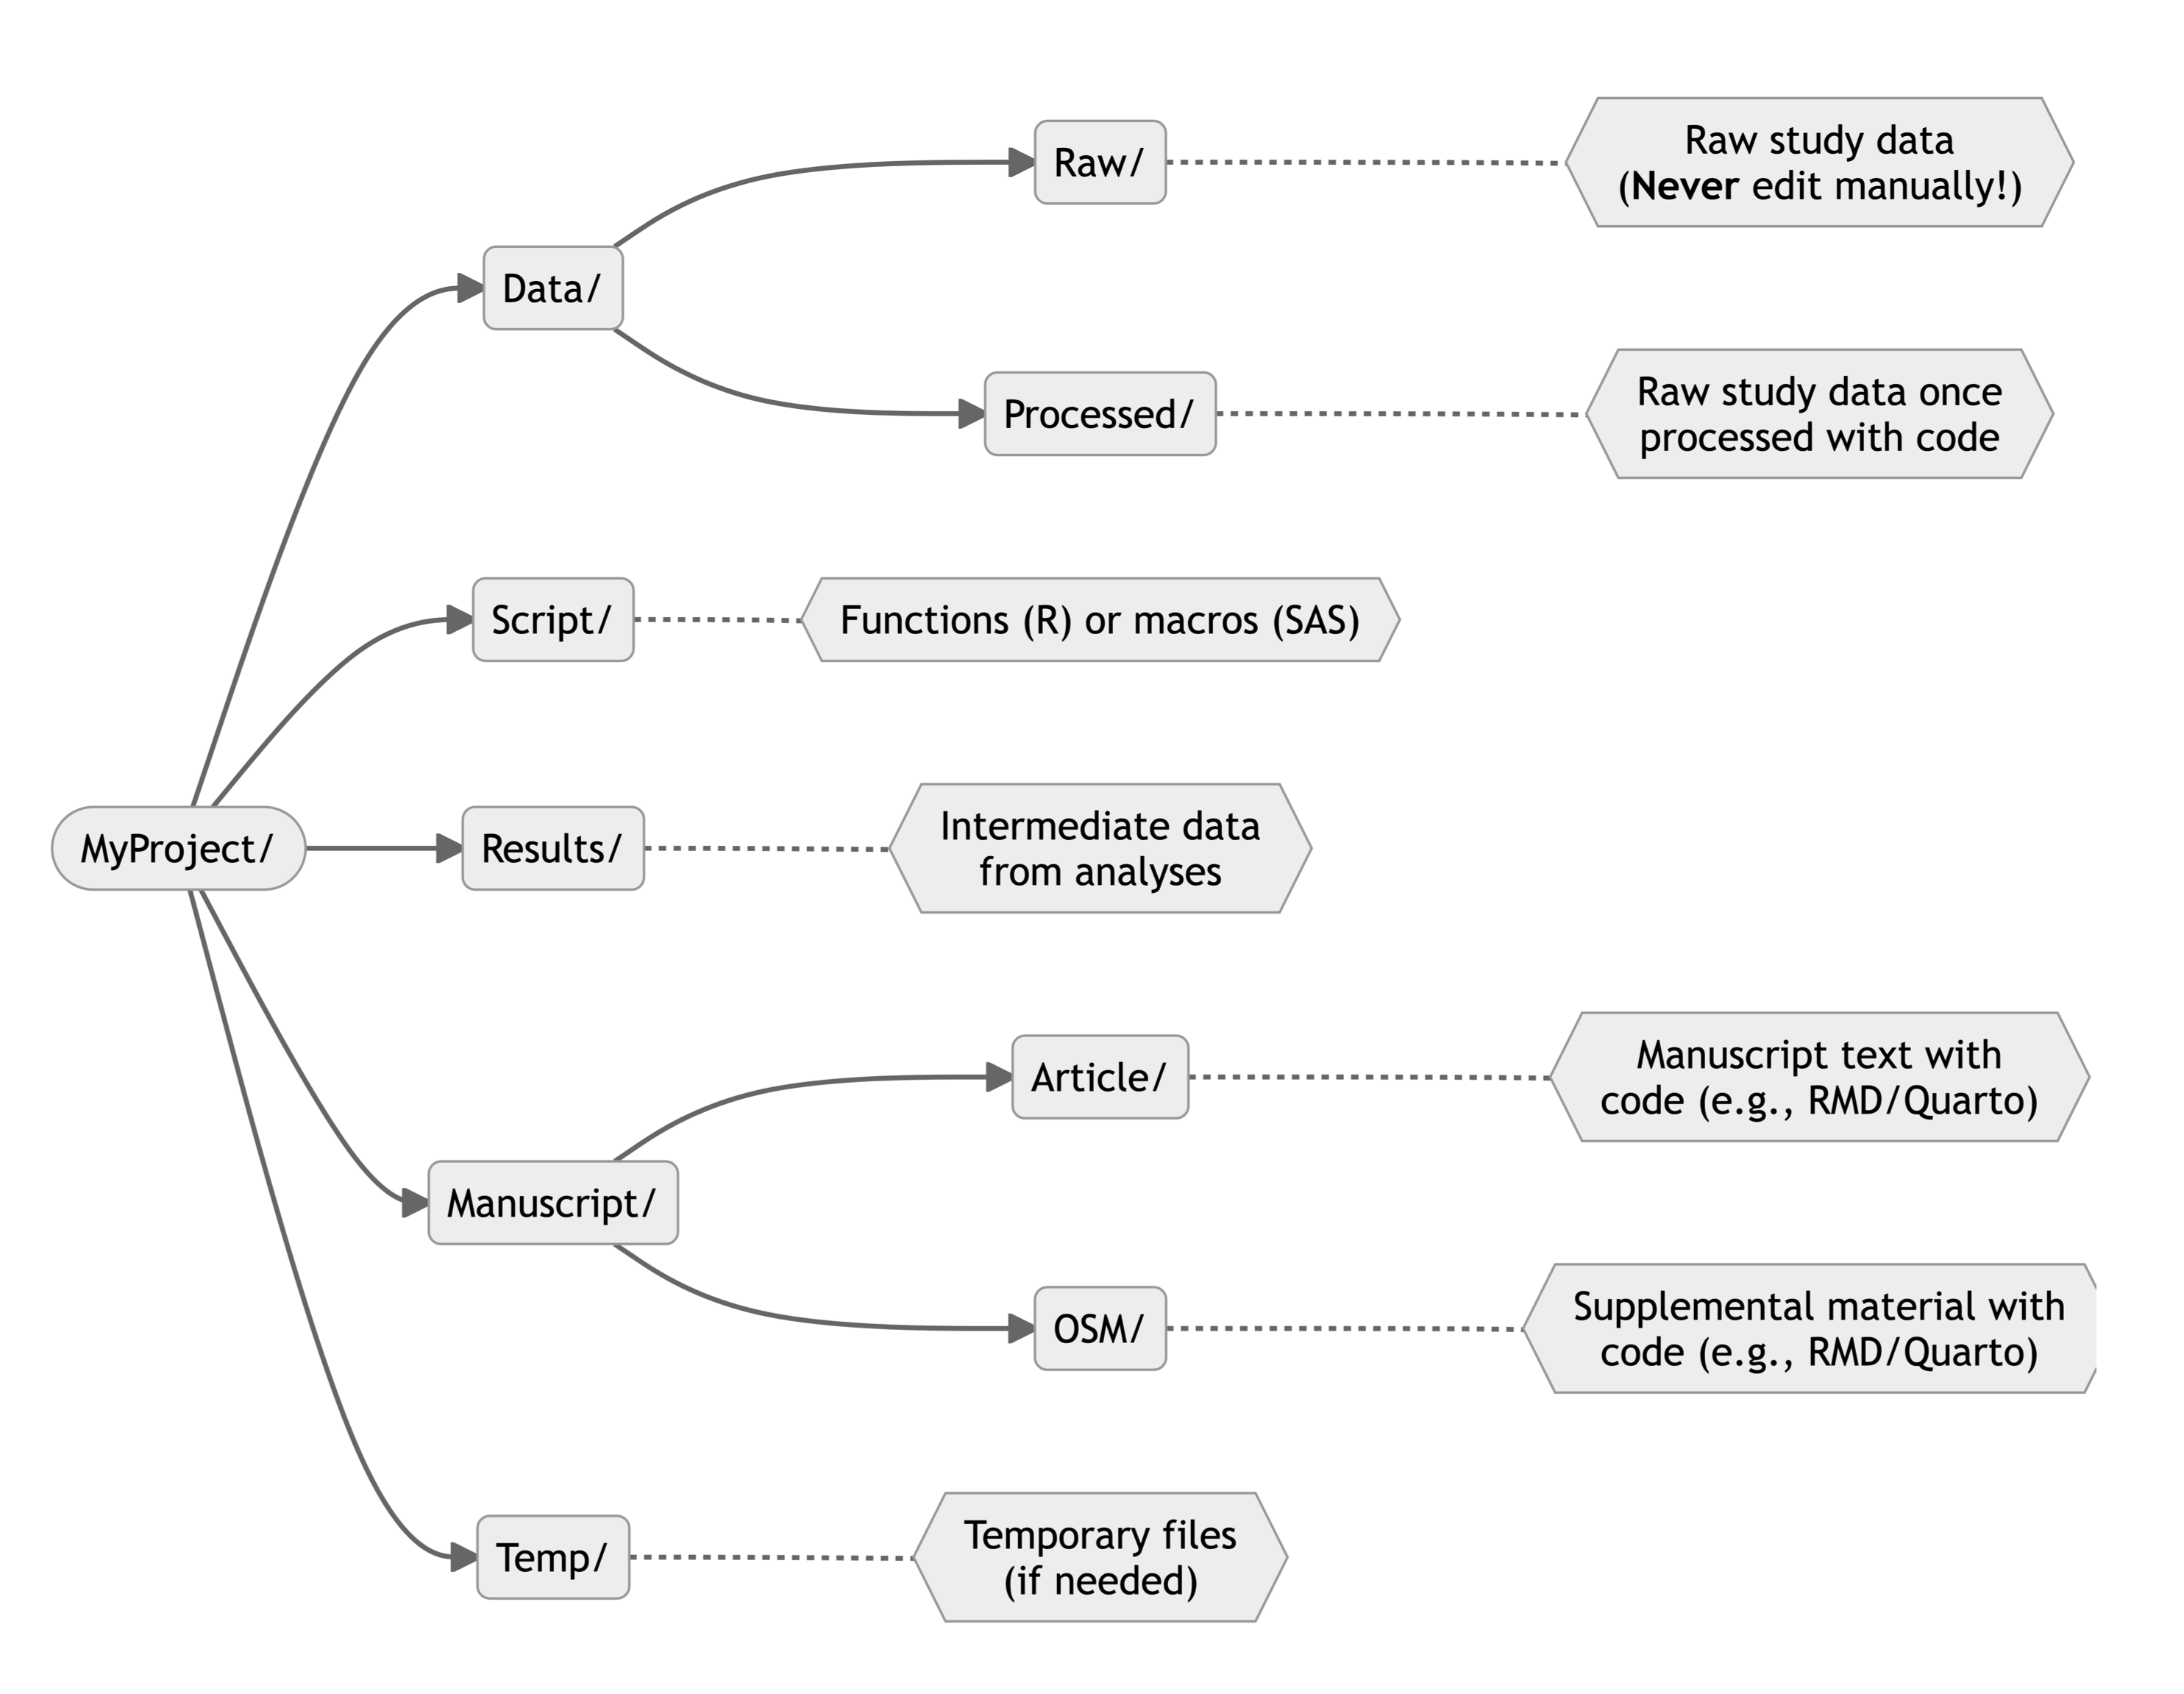 Raw study data
(Never edit manually!)
Raw/
Data/
Processed/
Raw study data once
processed with code
Script/
Functions (R) or macros (SAS)
MyProject/
Results/
Intermediate data
from analyses
Article/
Manuscript text with
code (e.g., RMD/Quarto)
Manuscript/
OSM/
Supplemental material with
code (e.g., RMD/Quarto)
Temp/
Temporary files
(if needed)